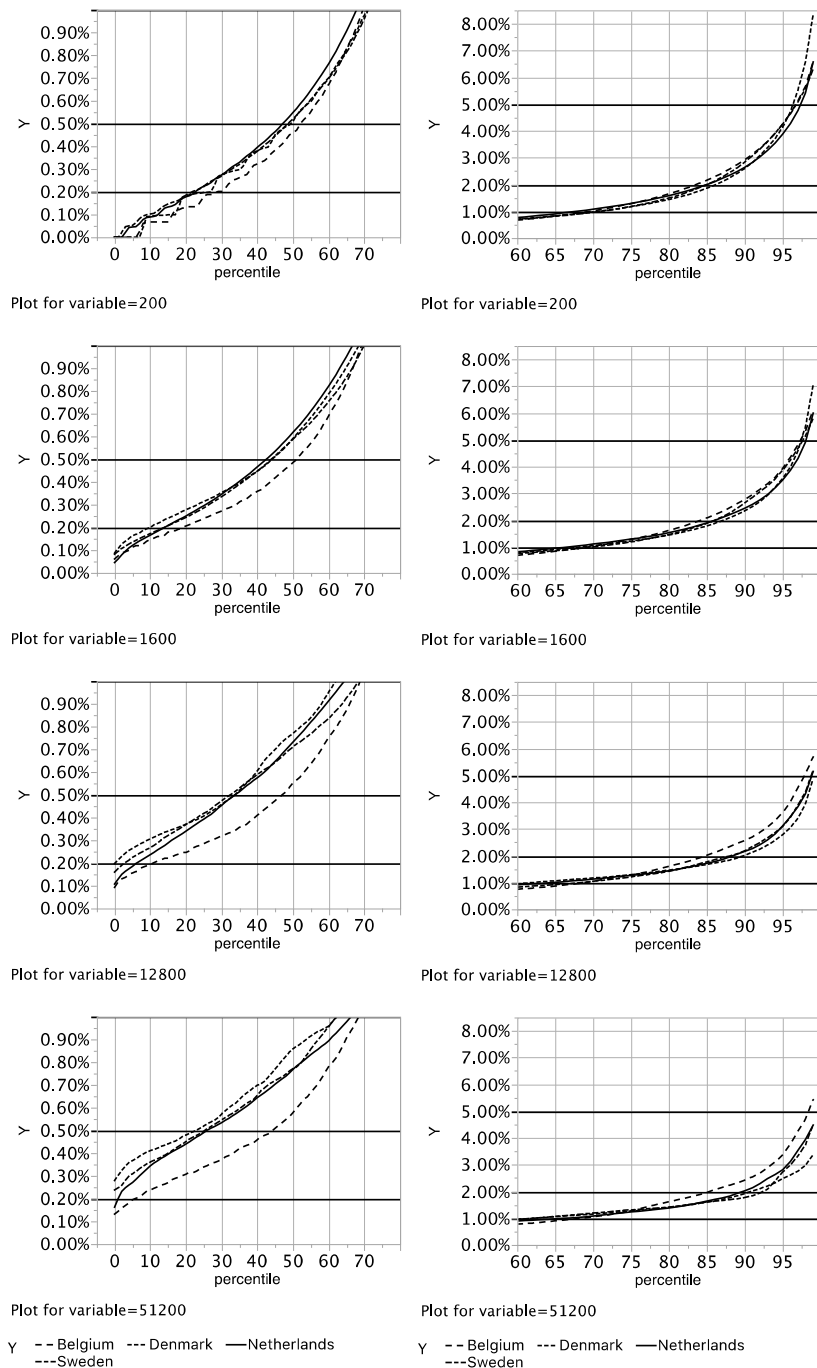 0.90%
0.80%
0.70%
0.60%
Y
0.50%
0.40%
0.30%
0.20%
0.10%
0.00%
0 10 20 30 40 50 60 70
percentile
Plot for variable=200
8.00%
7.00%
6.00%
5.00%
Y
4.00%
3.00%
2.00%
1.00%
0.00%
60 65 70 75 80 85 90 95
percentile
Plot for variable=200
0.90%
0.80%
0.70%
0.60%
Y
0.50%
0.40%
0.30%
0.20%
0.10%
0.00%
0 10 20 30 40 50 60 70
percentile
Plot for variable=1600
8.00%
7.00%
6.00%
5.00%
Y
4.00%
3.00%
2.00%
1.00%
0.00%
60 65 70 75 80 85 90 95
percentile
Plot for variable=1600
0.90%
0.80%
0.70%
0.60%
Y
0.50%
0.40%
0.30%
0.20%
0.10%
0.00%
0 10 20 30 40 50 60 70
percentile
Plot for variable=12800
8.00%
7.00%
6.00%
5.00%
Y
4.00%
3.00%
2.00%
1.00%
0.00%
60 65 70 75 80 85 90 95
percentile
Plot for variable=12800
0.90%
0.80%
0.70%
0.60%
Y
0.50%
0.40%
0.30%
0.20%
0.10%
0.00%
0 10 20 30 40 50 60 70
percentile
Plot for variable=51200
8.00%
7.00%
6.00%
5.00%
Y
4.00%
3.00%
2.00%
1.00%
0.00%
60 65 70 75 80 85 90 95
percentile
Plot for variable=51200
Y Belgium Denmark Netherlands
Sweden
Y Belgium Denmark Netherlands
Sweden